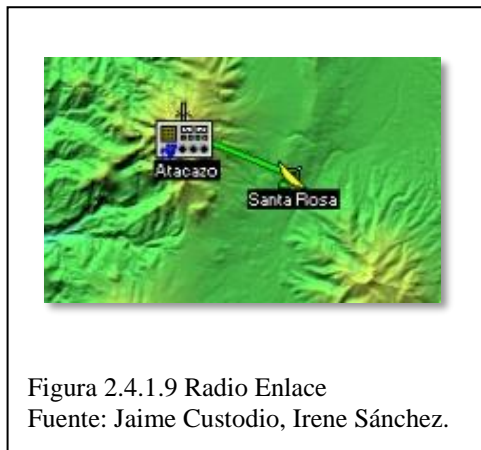 Atacazo
Santa Rosa
Figura 2.4.1.9 Radio Enlace
Fuente: Jaime Custodio, Irene Sánchez.